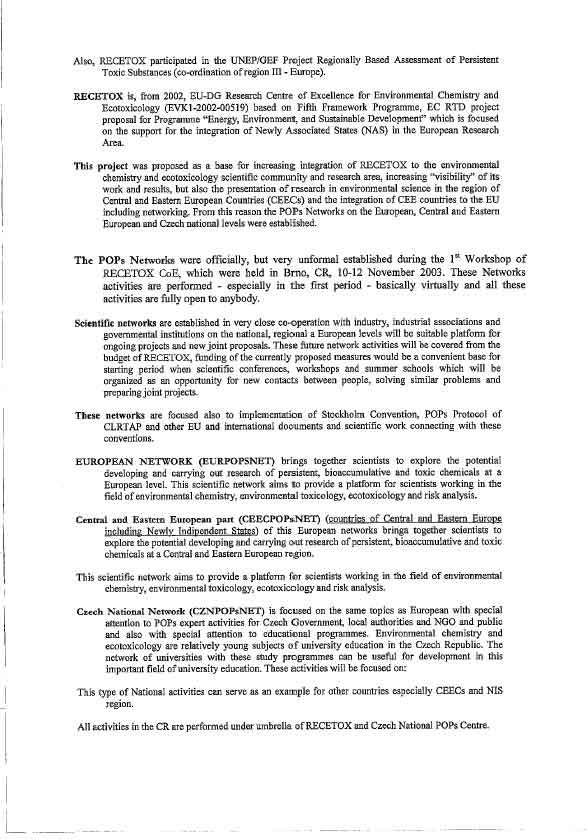 Also, RECETOX participated in the UNEP/GEF Project Regionally Based Assessment of Persistent
Toxic Substances (co-ordination of region III - Europe).
RECETOX is, from 2002, EU-DG Research Centre of Excellence for Environmental Chemistry and
Ecotoxicology (EVK1-2002-00519) based on Fifth Framework Programme, EC RTD project
proposal for Programme “Energy, Environment, and Sustainable Development” which is focused
on the support for the integration of Newly Associated States (NAS) in the European Research
Area.
This project was proposed as a base for increasing integration of RECETOX to the environmental
chemistry and ecotoxicology scientific community and research area, increasing “visibility” of its
work and results, but also the presentation of research in environmental science in the region of
Central and Eastern European Countries (CEECs) and the integration of CEE countries to the EU
including networking. From this reason the POPs Networks on the European, Central and Eastern
European and Czech national levels were established.
The POPs Networks were officially, but very unformal established during the 1st Workshop of
RECETOX CoE, which were held in Brno, CR, 10-12 November 2003. These Networks
activities are performed - especially in the first period - basically virtually and all these
activities are fully open to anybody.
Scientific networks are established in very close co-operation with industry, industrial associations and
governmental institutions on the national, regional a European levels will be suitable platform for
ongoing projects and new joint proposals. These future network activities will be covered from the
budget of RECETOX, funding of the currently proposed measures would be a convenient base for
starting period when scientific conferences, workshops and summer schools which will be
organized as an opportunity for new contacts between people, solving similar problems and
preparing joint projects.
These networks are focused also to implementation of Stockholm Convention, POPs Protocol of
CLRTAP and other EU and international documents and scientific work connecting with these
conventions.
EUROPEAN NETWORK (EURPOPSNET) brings together scientists to explore the potential
developing and carrying out research of persistent, bioaccumulative and toxic chemicals at a
European level. This scientific network aims to provide a platform for scientists working in the
field of environmental chemistry, environmental toxicology, ecotoxicology and risk analysis.
Central and Eastern European part (CEECPOPsNET) (countries of Central and Eastern Europe
including Newly Indipendent States) of this European networks brings together scientists to
explore the potential developing and carrying out research of persistent, bioaccumulative and toxic
chemicals at a Central and Eastern European region.
This scientific network aims to provide a platform for scientists working in the field of environmental
chemistry, environmental toxicology, ecotoxicology and risk analysis.
Czech National Network (CZNPOPsNET) is focused on the same topics as European with special
attention to POPs expert activities for Czech Government, local authorities and NGO and public
and also with special attention to educational programmes. Environmental chemistry and
ecotoxicology are relatively young subjects of university education in the Czech Republic. The
network of universities with these study programmes can be useful for development in this
important field of university education. These activities will be focused on:
This type of National activities can serve as an example for other countries especially CEECs and NIS
region.
All activities in the CR are performed under umbrella of RECETOX and Czech National POPs Centre.